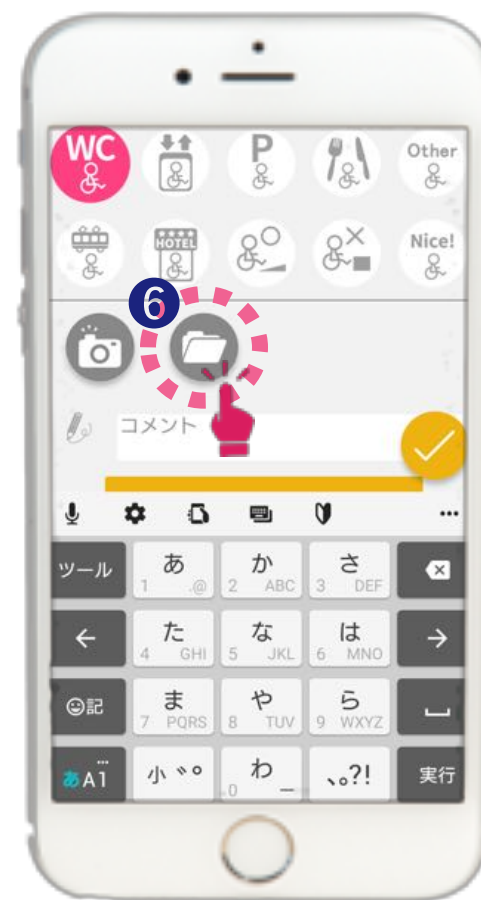 WC P Other
HOTEL Nice!
6
コメント
ツール あ 1 .@ か 2 ABC さ 3 DEF
た 4 GHI な 5 JKL は 6 MNO
記 ま 7 PQRS や 8 TUV ら 9 WXYZ
あA1 小゛゜ わ 0 _ 、。?! 実行